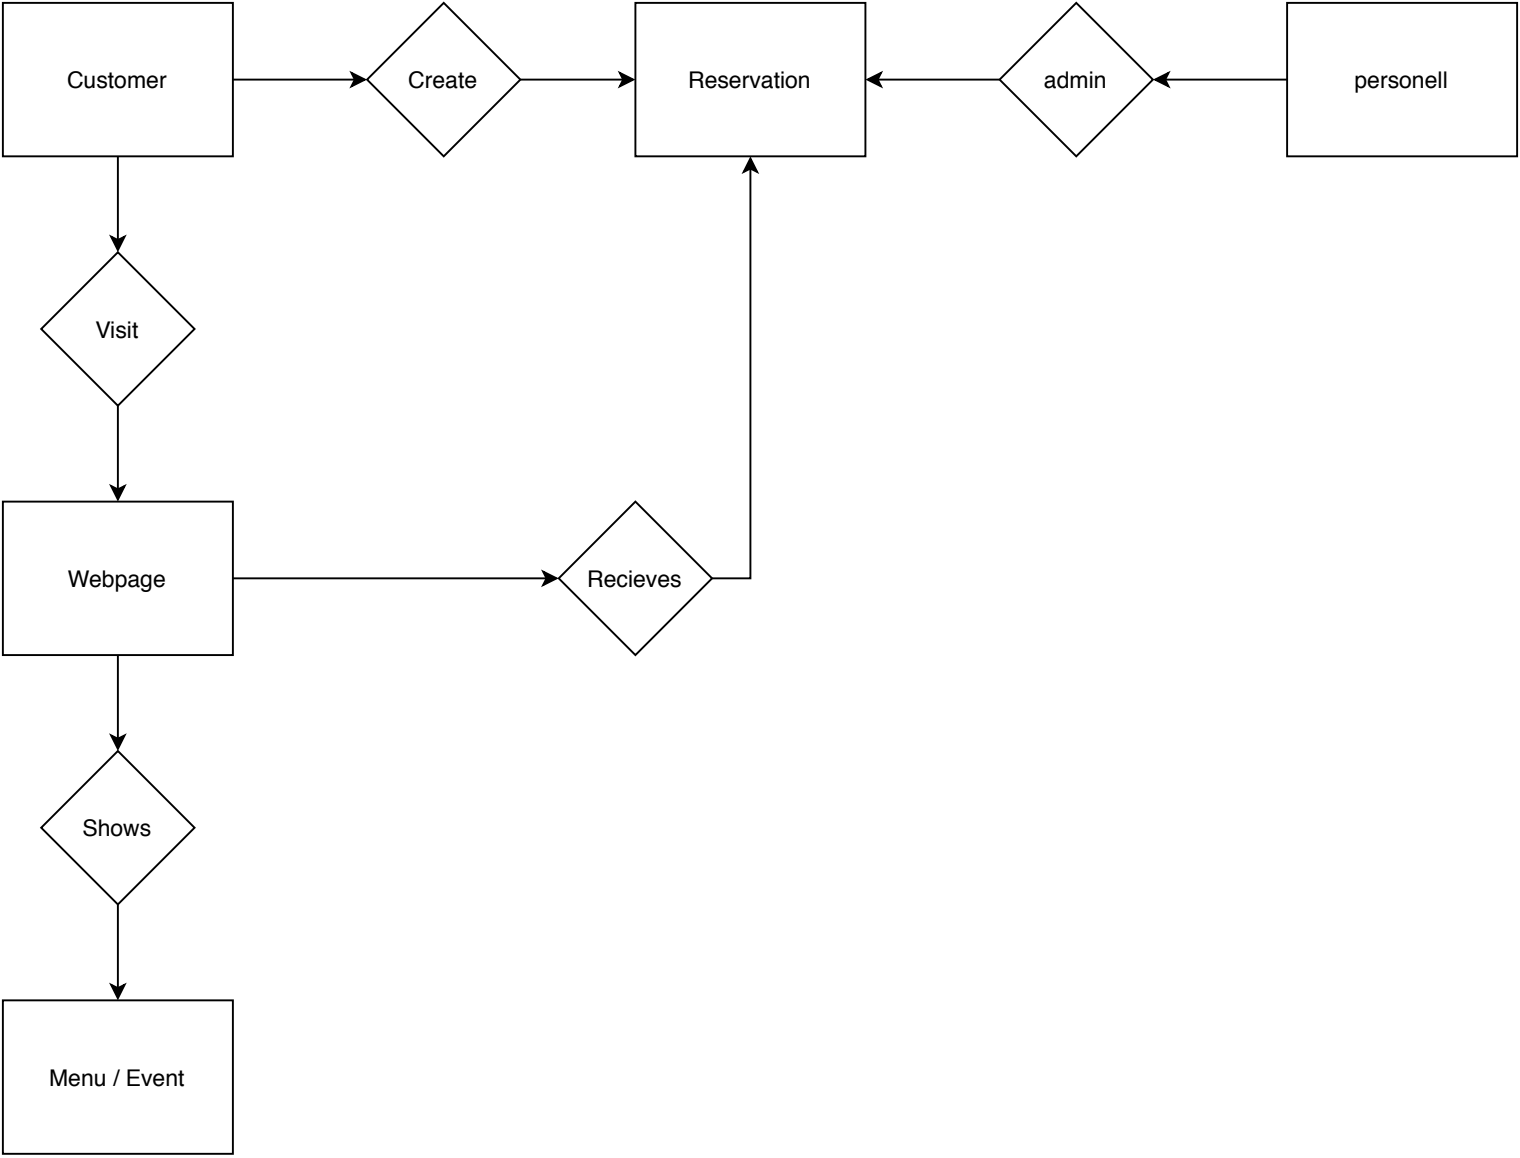 Customer
Create
Reservation
admin
personell
Visit
Webpage
Recieves
Shows
Menu / Event